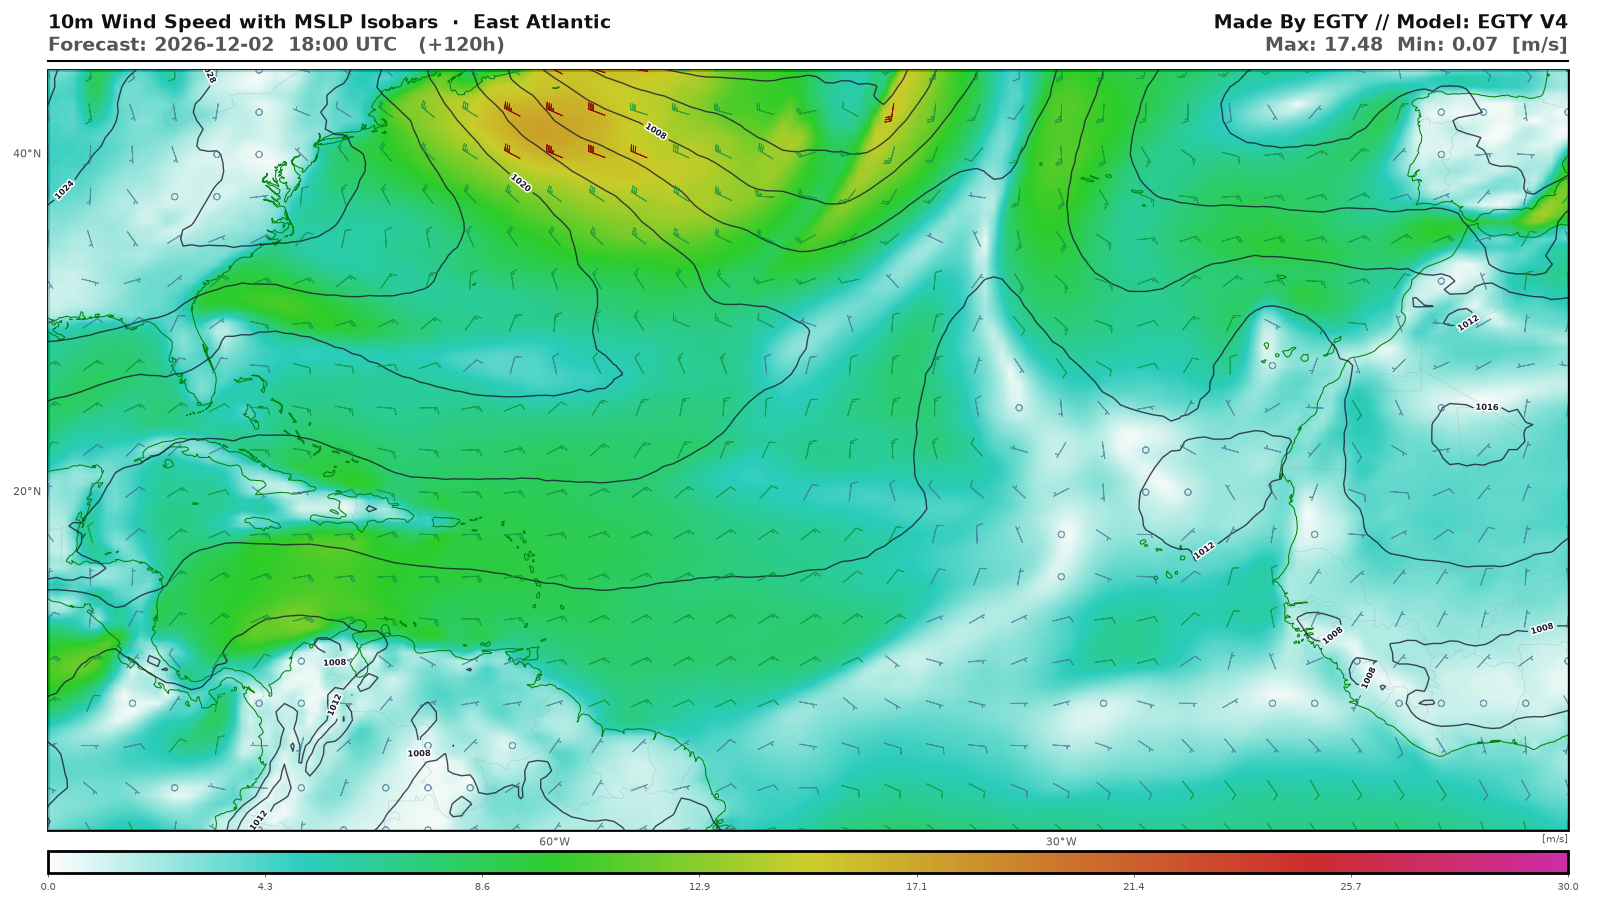 10m Wind Speed with MSLP Isobars · East Atlantic
Made By EGTY // Model: EGTY V4
Forecast: 2026-12-02 18:00 UTC (+120h)
Max: 17.48 Min: 0.07 [m/s]
1028
1008
40°N
1024
1020
1012
1016
20°N
1012
1008
1008
1008
1008
1012
1008
1012
60°W
30°W
[m/s]
0.0
4.3
8.6
12.9
17.1
21.4
25.7
30.0